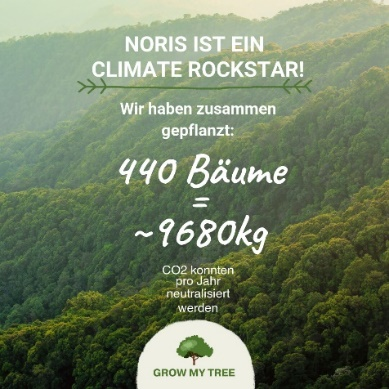 NORIS IST EIN
CLIMATE ROCKSTAR!
Wir haben zusammen
gepflanzt:
440 Bäume
=
~9680kg
CO2 konnten
pro Jahr
neutralisiert
werden
GROW MY TREE